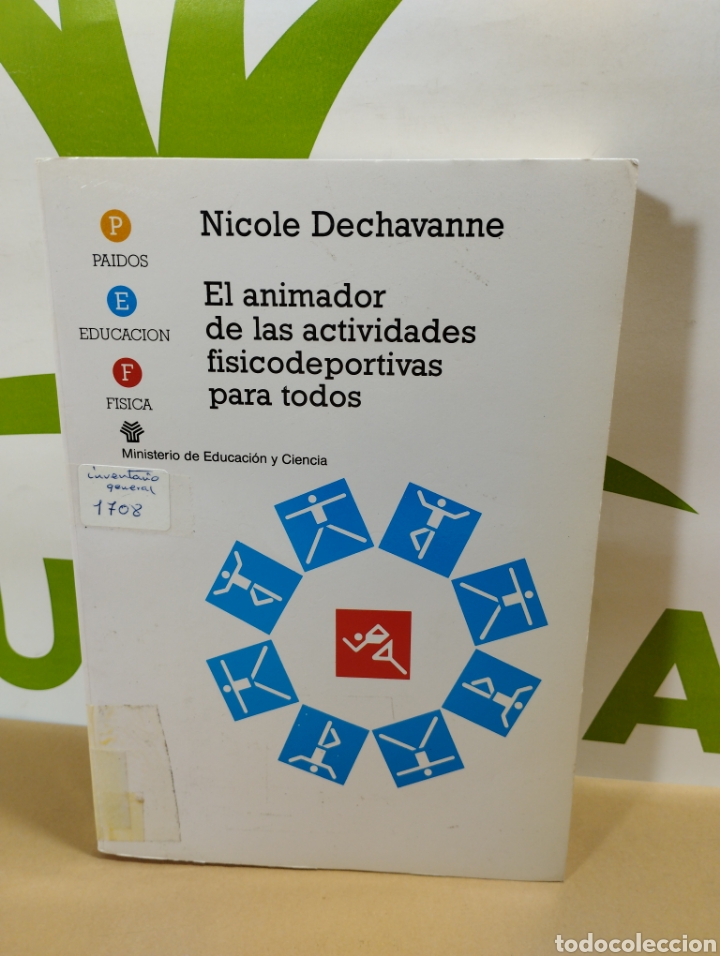 P
PAIDOS
E
EDUCACION
F
FISICA
Ministerio de Educación y Ciencia
Nicole Dechavanne
El animador
de las actividades
fisicodeportivas
para todos
inventario
general
1708
U
A
todocoleccion